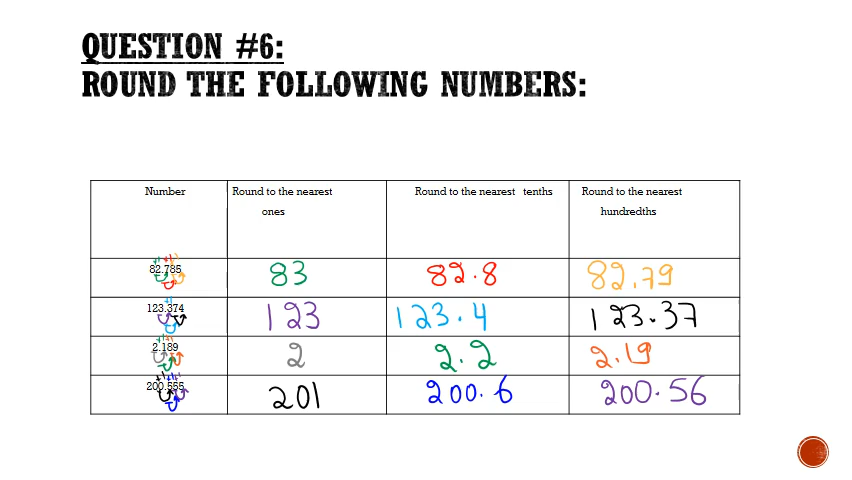 QUESTION #6:
ROUND THE FOLLOWING NUMBERS:
Number Round to the nearest ones Round to the nearest tenths Round to the nearest hundredths
82.785 83 82.8 82.79
123.374 123 123.4 123.37
2.189 2 2.2 2.19
200.555 201 200.6 200.56